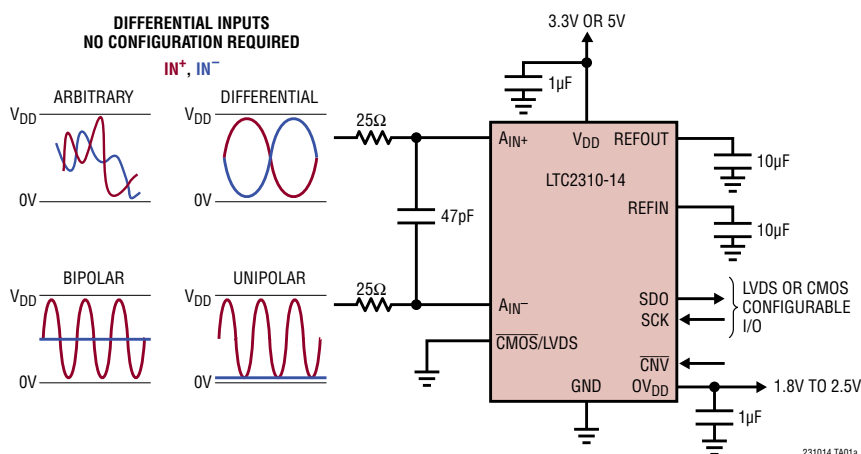 DIFFERENTIAL INPUTS
NO CONFIGURATION REQUIRED
IN+, IN−
ARBITRARY
VDD
0V
DIFFERENTIAL
BIPOLAR
VDD
0V
UNIPOLAR
VDD
0V
VDD
0V
25Ω
47pF
25Ω
3.3V OR 5V
1µF
AIN+
VDD
REFOUT
LTC2310-14
REFIN
10µF
10µF
AIN−
SDO
SCK
LVDS OR CMOS
CONFIGURABLE
I/O
CMOS/LVDS
CNV
GND
OVDD
1.8V TO 2.5V
1µF
231014 TA01a